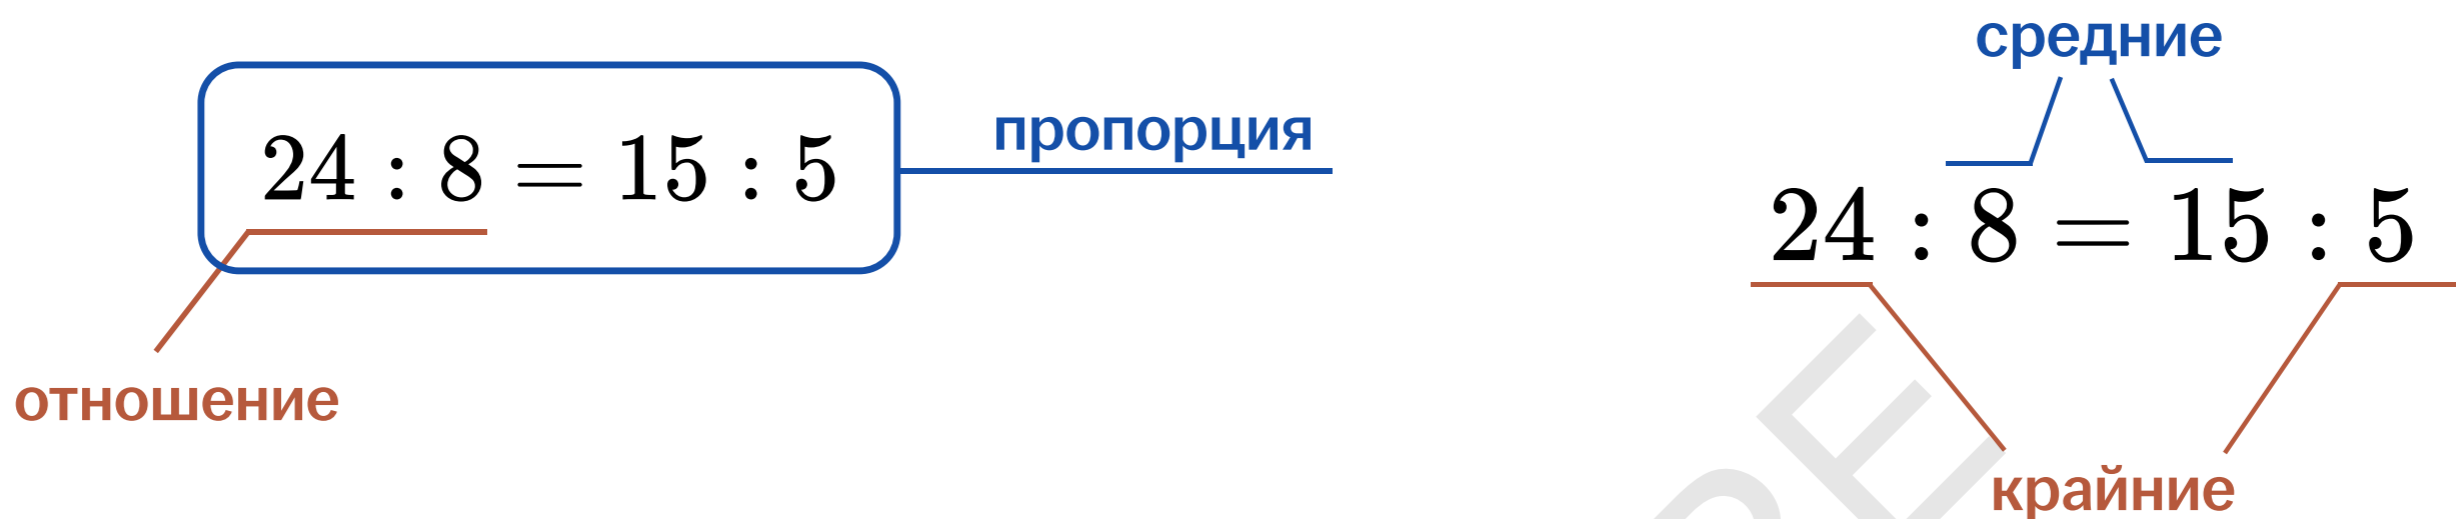 24 : 8 = 15 : 5
пропорция
отношение
средние
24 : 8 = 15 : 5
крайние